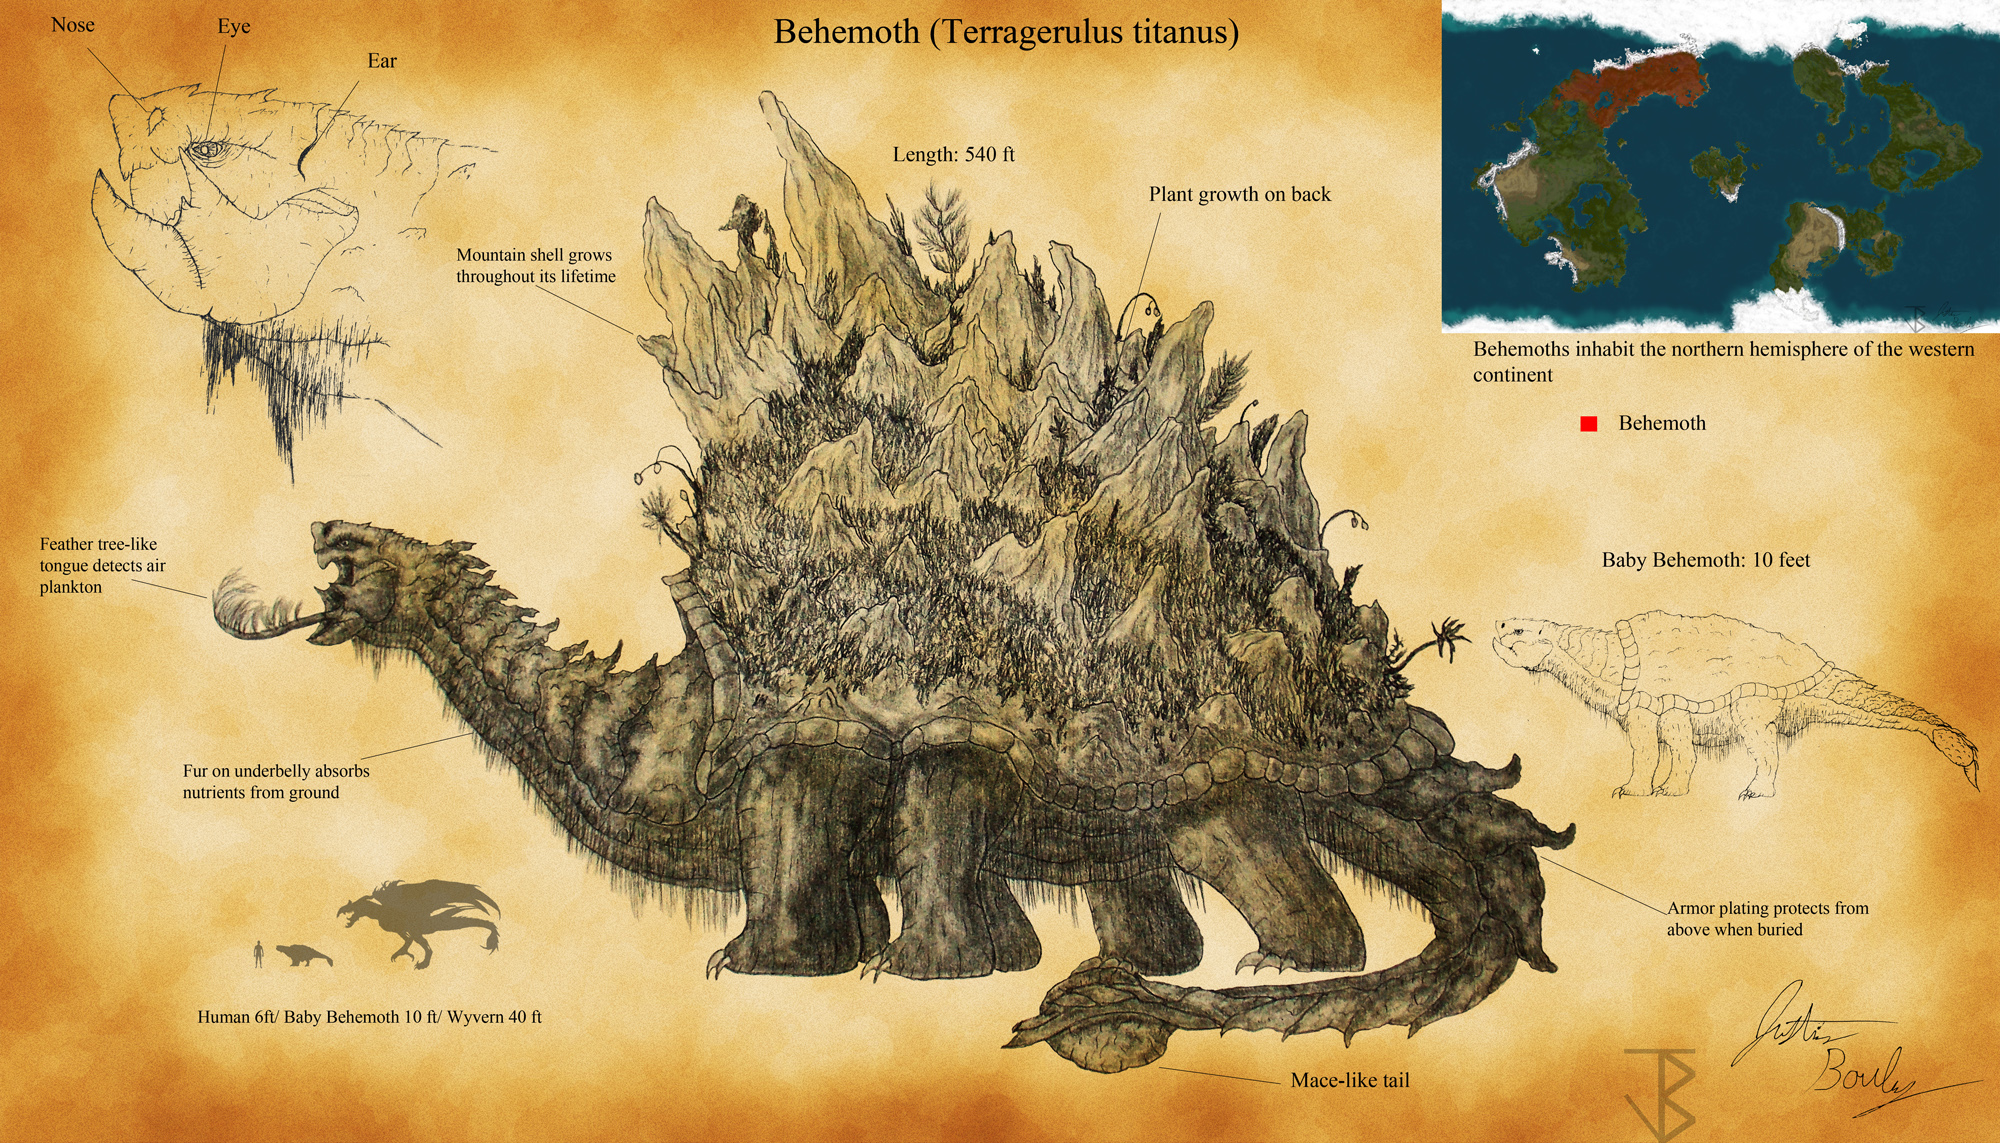 Behemoth (Terragerulus titanus)
Nose
Eye
Ear
Length: 540 ft
Plant growth on back
Mountain shell grows
throughout its lifetime
Behemoths inhabit the northern hemisphere of the western
continent
Behemoth
Feather tree-like
tongue detects air
plankton
Baby Behemoth: 10 feet
Fur on underbelly absorbs
nutrients from ground
Armor plating protects from
above when buried
Human 6ft/ Baby Behemoth 10 ft/ Wyvern 40 ft
Mace-like tail